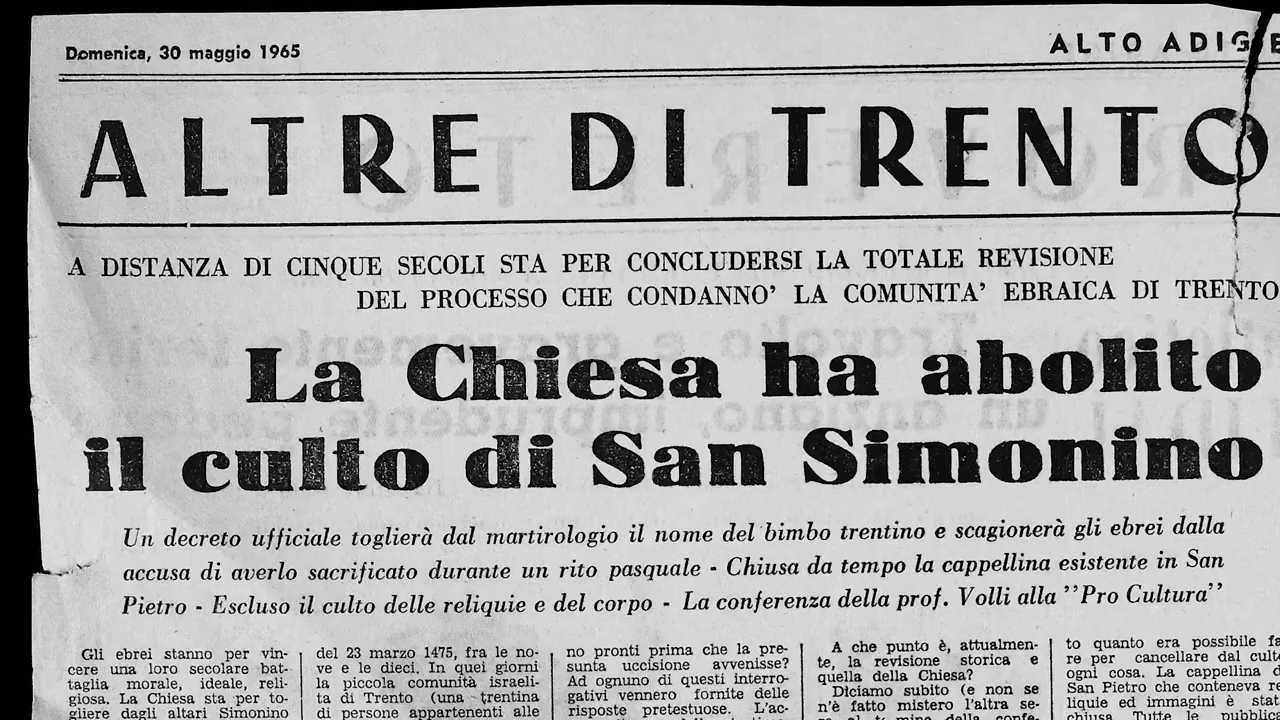 Domenica, 30 maggio 1965
ALTO ADIGE
ALTRE DI TRENTO
A DISTANZA DI CINQUE SECOLI STA PER CONCLUDERSI LA TOTALE REVISIONE
DEL PROCESSO CHE CONDANNO' LA COMUNITA' EBRAICA DI TRENTO
La Chiesa ha abolito
il culto di San Simonino
Un decreto ufficiale toglierà dal martirologio il nome del bimbo trentino e scagionerà gli ebrei dalla
accusa di averlo sacrificato durante un rito pasquale - Chiusa da tempo la cappellina esistente in San
Pietro - Escluso il culto delle reliquie e del corpo - La conferenza della prof. Volli alla "Pro Cultura"
Gli ebrei stanno per vin-
cere una loro secolare bat-
taglia morale, ideale, reli-
giosa. La Chiesa sta per to-
gliere dagli altari Simonino
del 23 marzo 1475, fra le no-
ve e le dieci. In quei giorni
la piccola comunità israeli-
ta di Trento (una trentina
di persone appartenenti alle
no pronti prima che la pre-
sunta uccisione avvenisse?
Ad ognuno di questi interro-
gativi vennero fornite delle
risposte pretestuose. L'ac-
A che punto è, attualmen-
te, la revisione storica e
quella della Chiesa?
Diciamo subito (e non se
n'è fatto mistero l'altra se-
della
to quanto era possibile fa
re per cancellare dal cult
ogni cosa. La cappellina d
San Pietro che conteneva re
liquie ed immagini è stat
chiusa. Tutte le pubblic